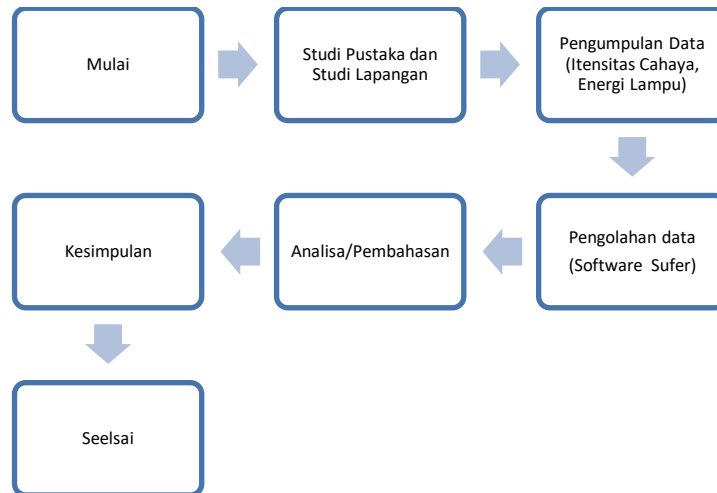 Mulai
Studi Pustaka dan
Studi Lapangan
Pengumpulan Data
(Itensitas Cahaya,
Energi Lampu)
Pengolahan data
(Software Sufer)
Analisa/Pembahasan
Kesimpulan
Seelsai